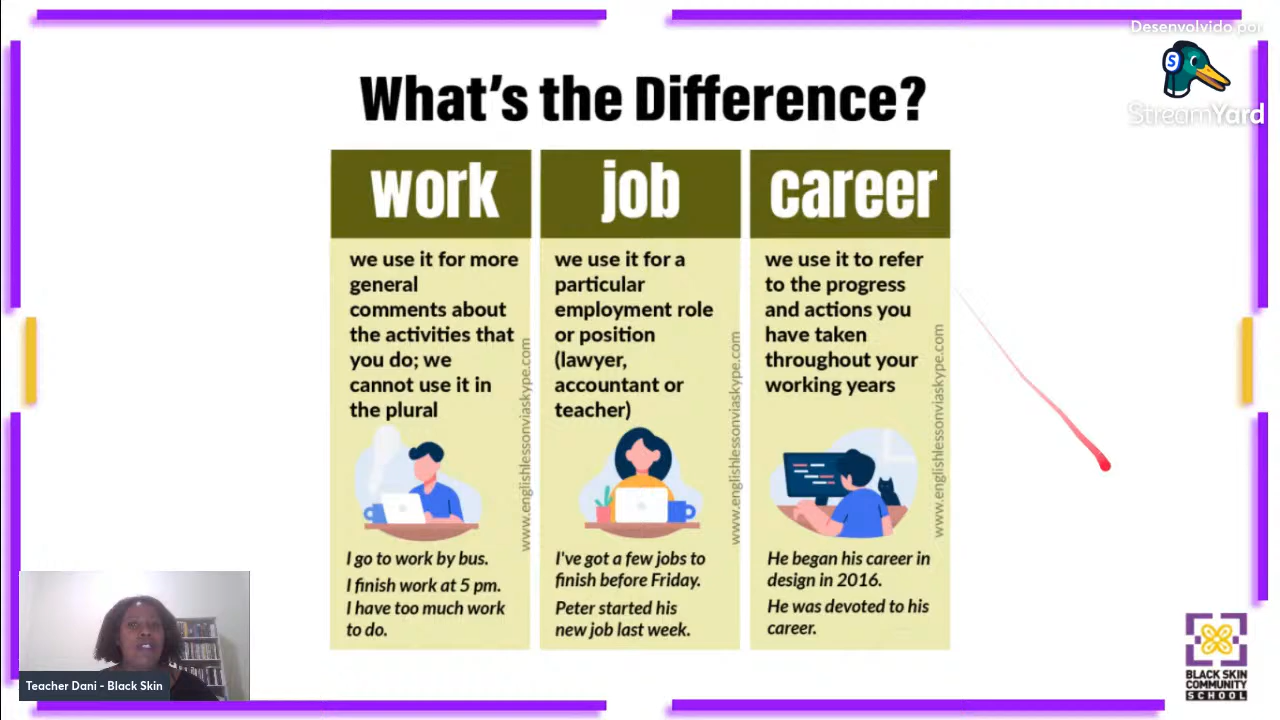 Desenvolvido por
StreamYard
What's the Difference?
work
we use it for more
general
comments about
the activities that
you do; we
cannot use it in
the plural
www.englishlessonviaskype.com
I go to work by bus.
I finish work at 5 pm.
I have too much work
to do.
job
we use it for a
particular
employment role
or position
(lawyer,
accountant or
teacher)
www.englishlessonviaskype.com
I've got a few jobs to
finish before Friday.
Peter started his
new job last week.
career
we use it to refer
to the progress
and actions you
have taken
throughout your
working years
www.englishlessonviaskype.com
He began his career in
design in 2016.
He was devoted to his
career.
Teacher Dani - Black Skin
BLACK SKIN
COMMUNITY
SCHOOL